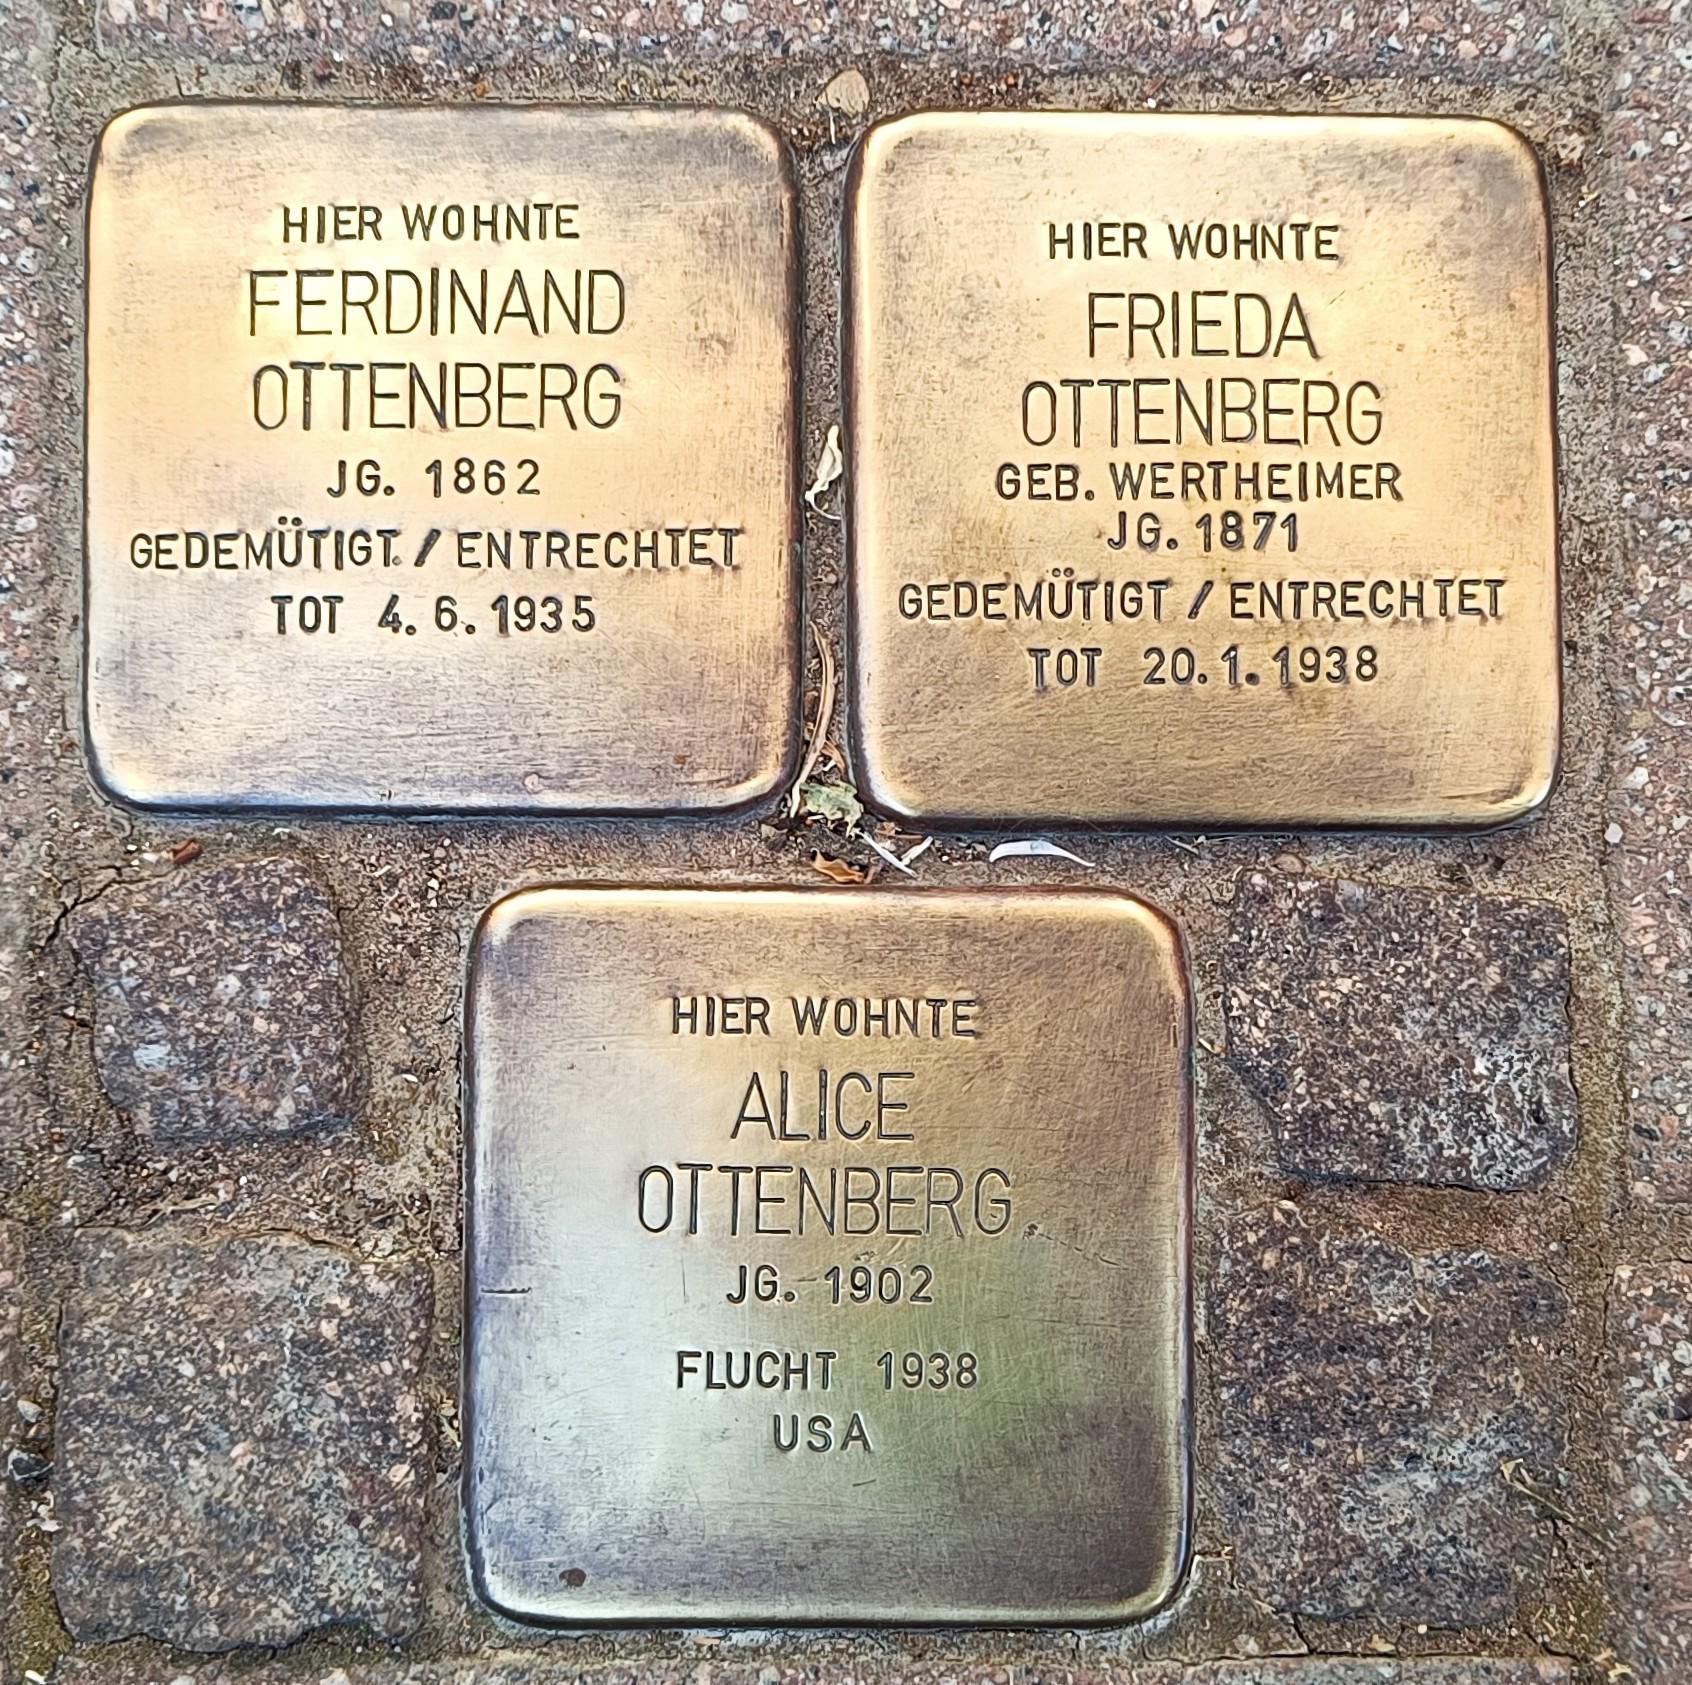 HIER WOHNTE
FERDINAND
OTTENBERG
JG. 1862
GEDEMÜTIGT / ENTRECHTET
TOT 4.6.1935
HIER WOHNTE
FRIEDA
OTTENBERG
GEB. WERTHEIMER
JG. 1871
GEDEMÜTIGT / ENTRECHTET
TOT 20.1.1938
HIER WOHNTE
ALICE
OTTENBERG
JG. 1902
FLUCHT 1938
USA